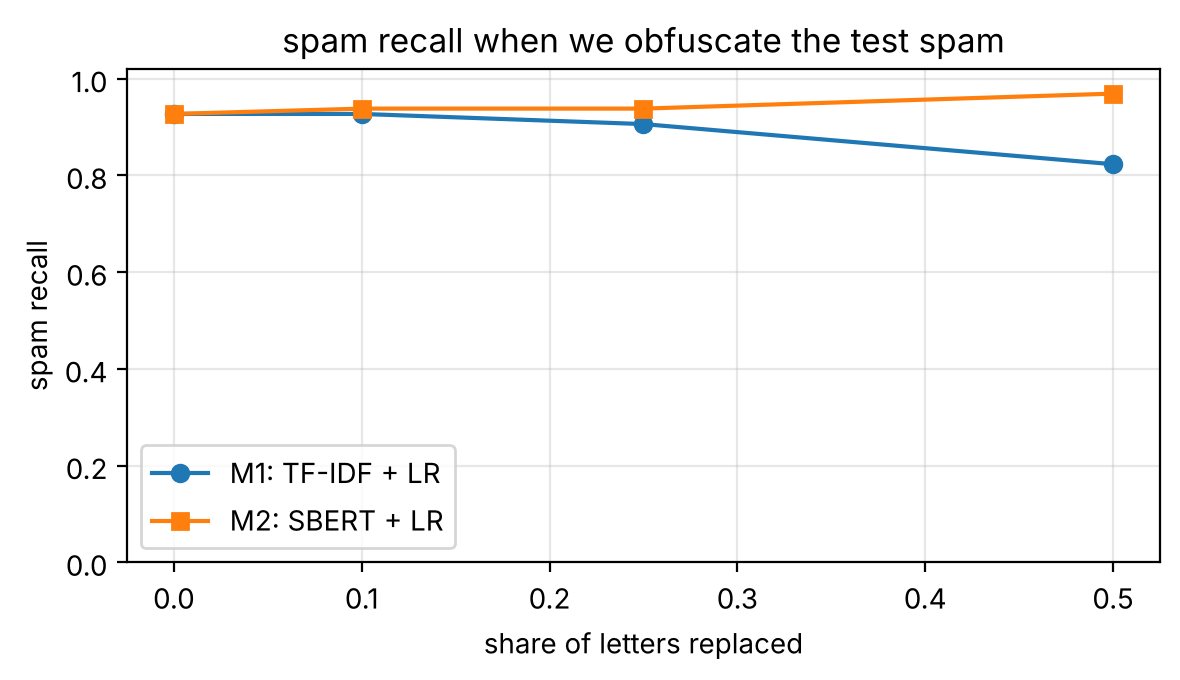 spam recall when we obfuscate the test spam
1.0
0.8
0.6
0.4
0.2
0.0
spam recall
M1: TF-IDF + LR
M2: SBERT + LR
0.0 0.1 0.2 0.3 0.4 0.5
share of letters replaced